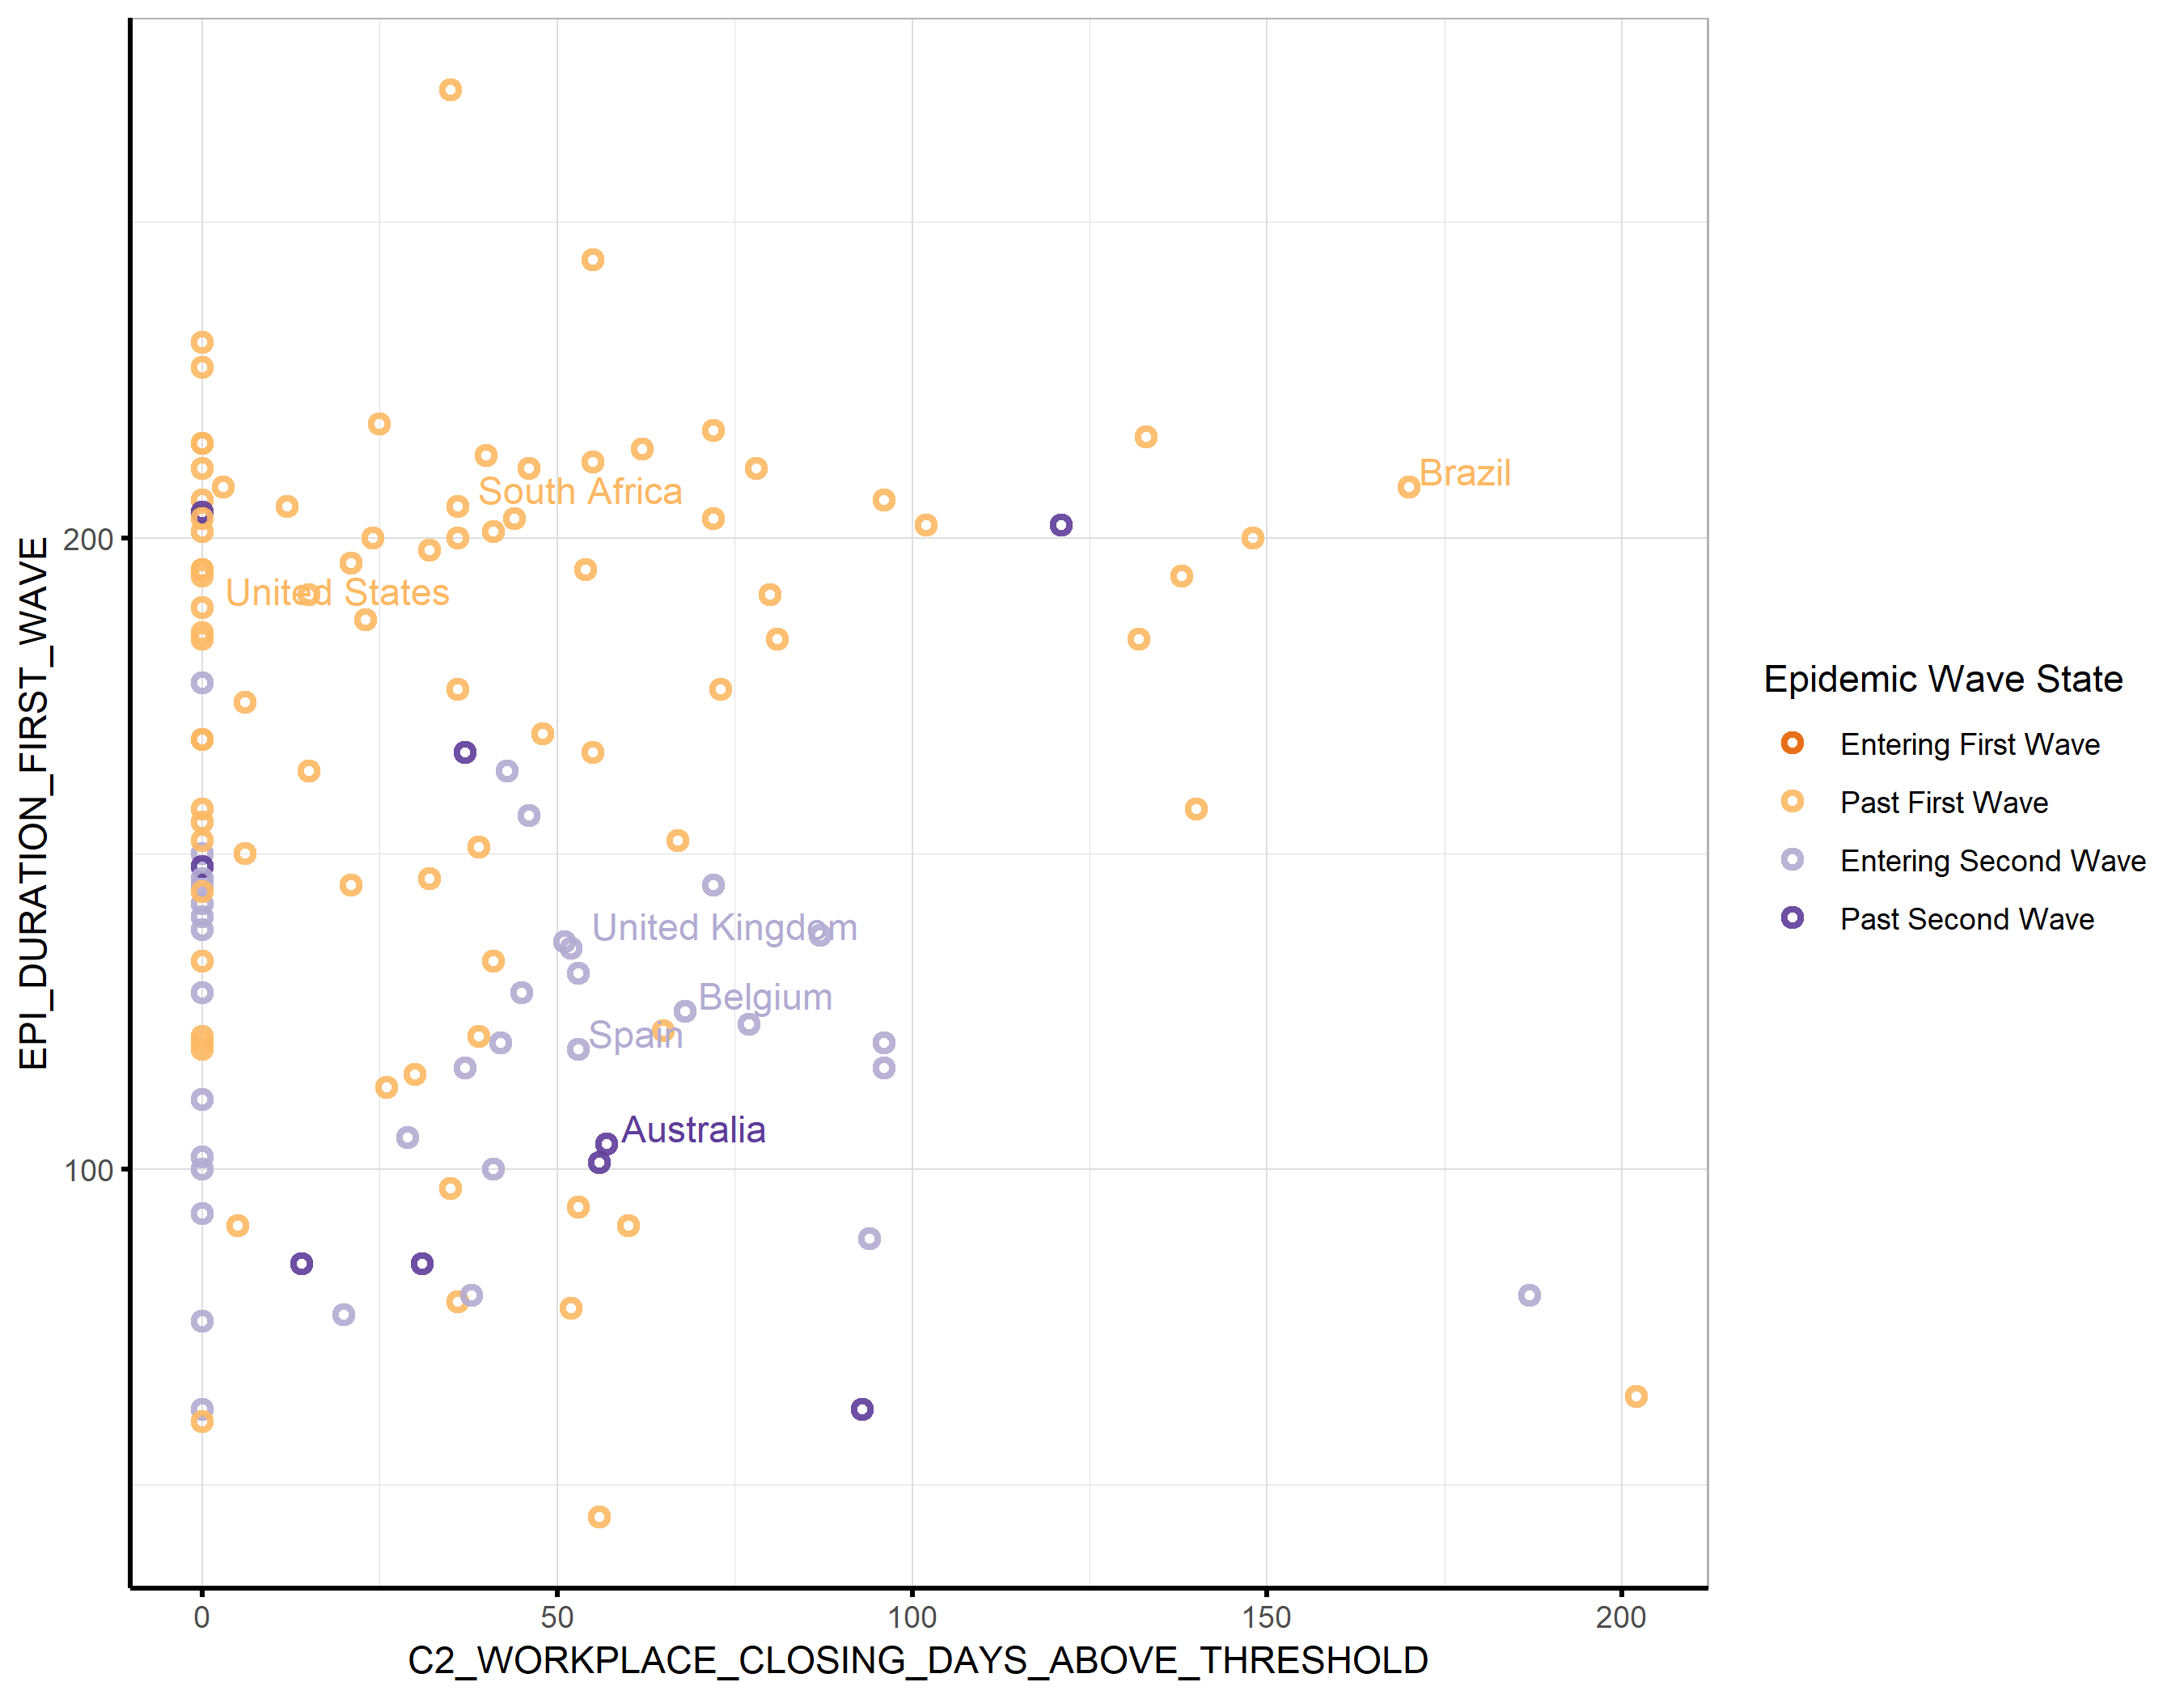 Brazil
South Africa
200
United States
EPI_DURATION_FIRST_WAVE
Epidemic Wave State
Entering First Wave
Past First Wave
Entering Second Wave
Past Second Wave
United Kingdom
Belgium
Spain
Australia
100
0
50
100
150
200
C2_WORKPLACE_CLOSING_DAYS_ABOVE_THRESHOLD